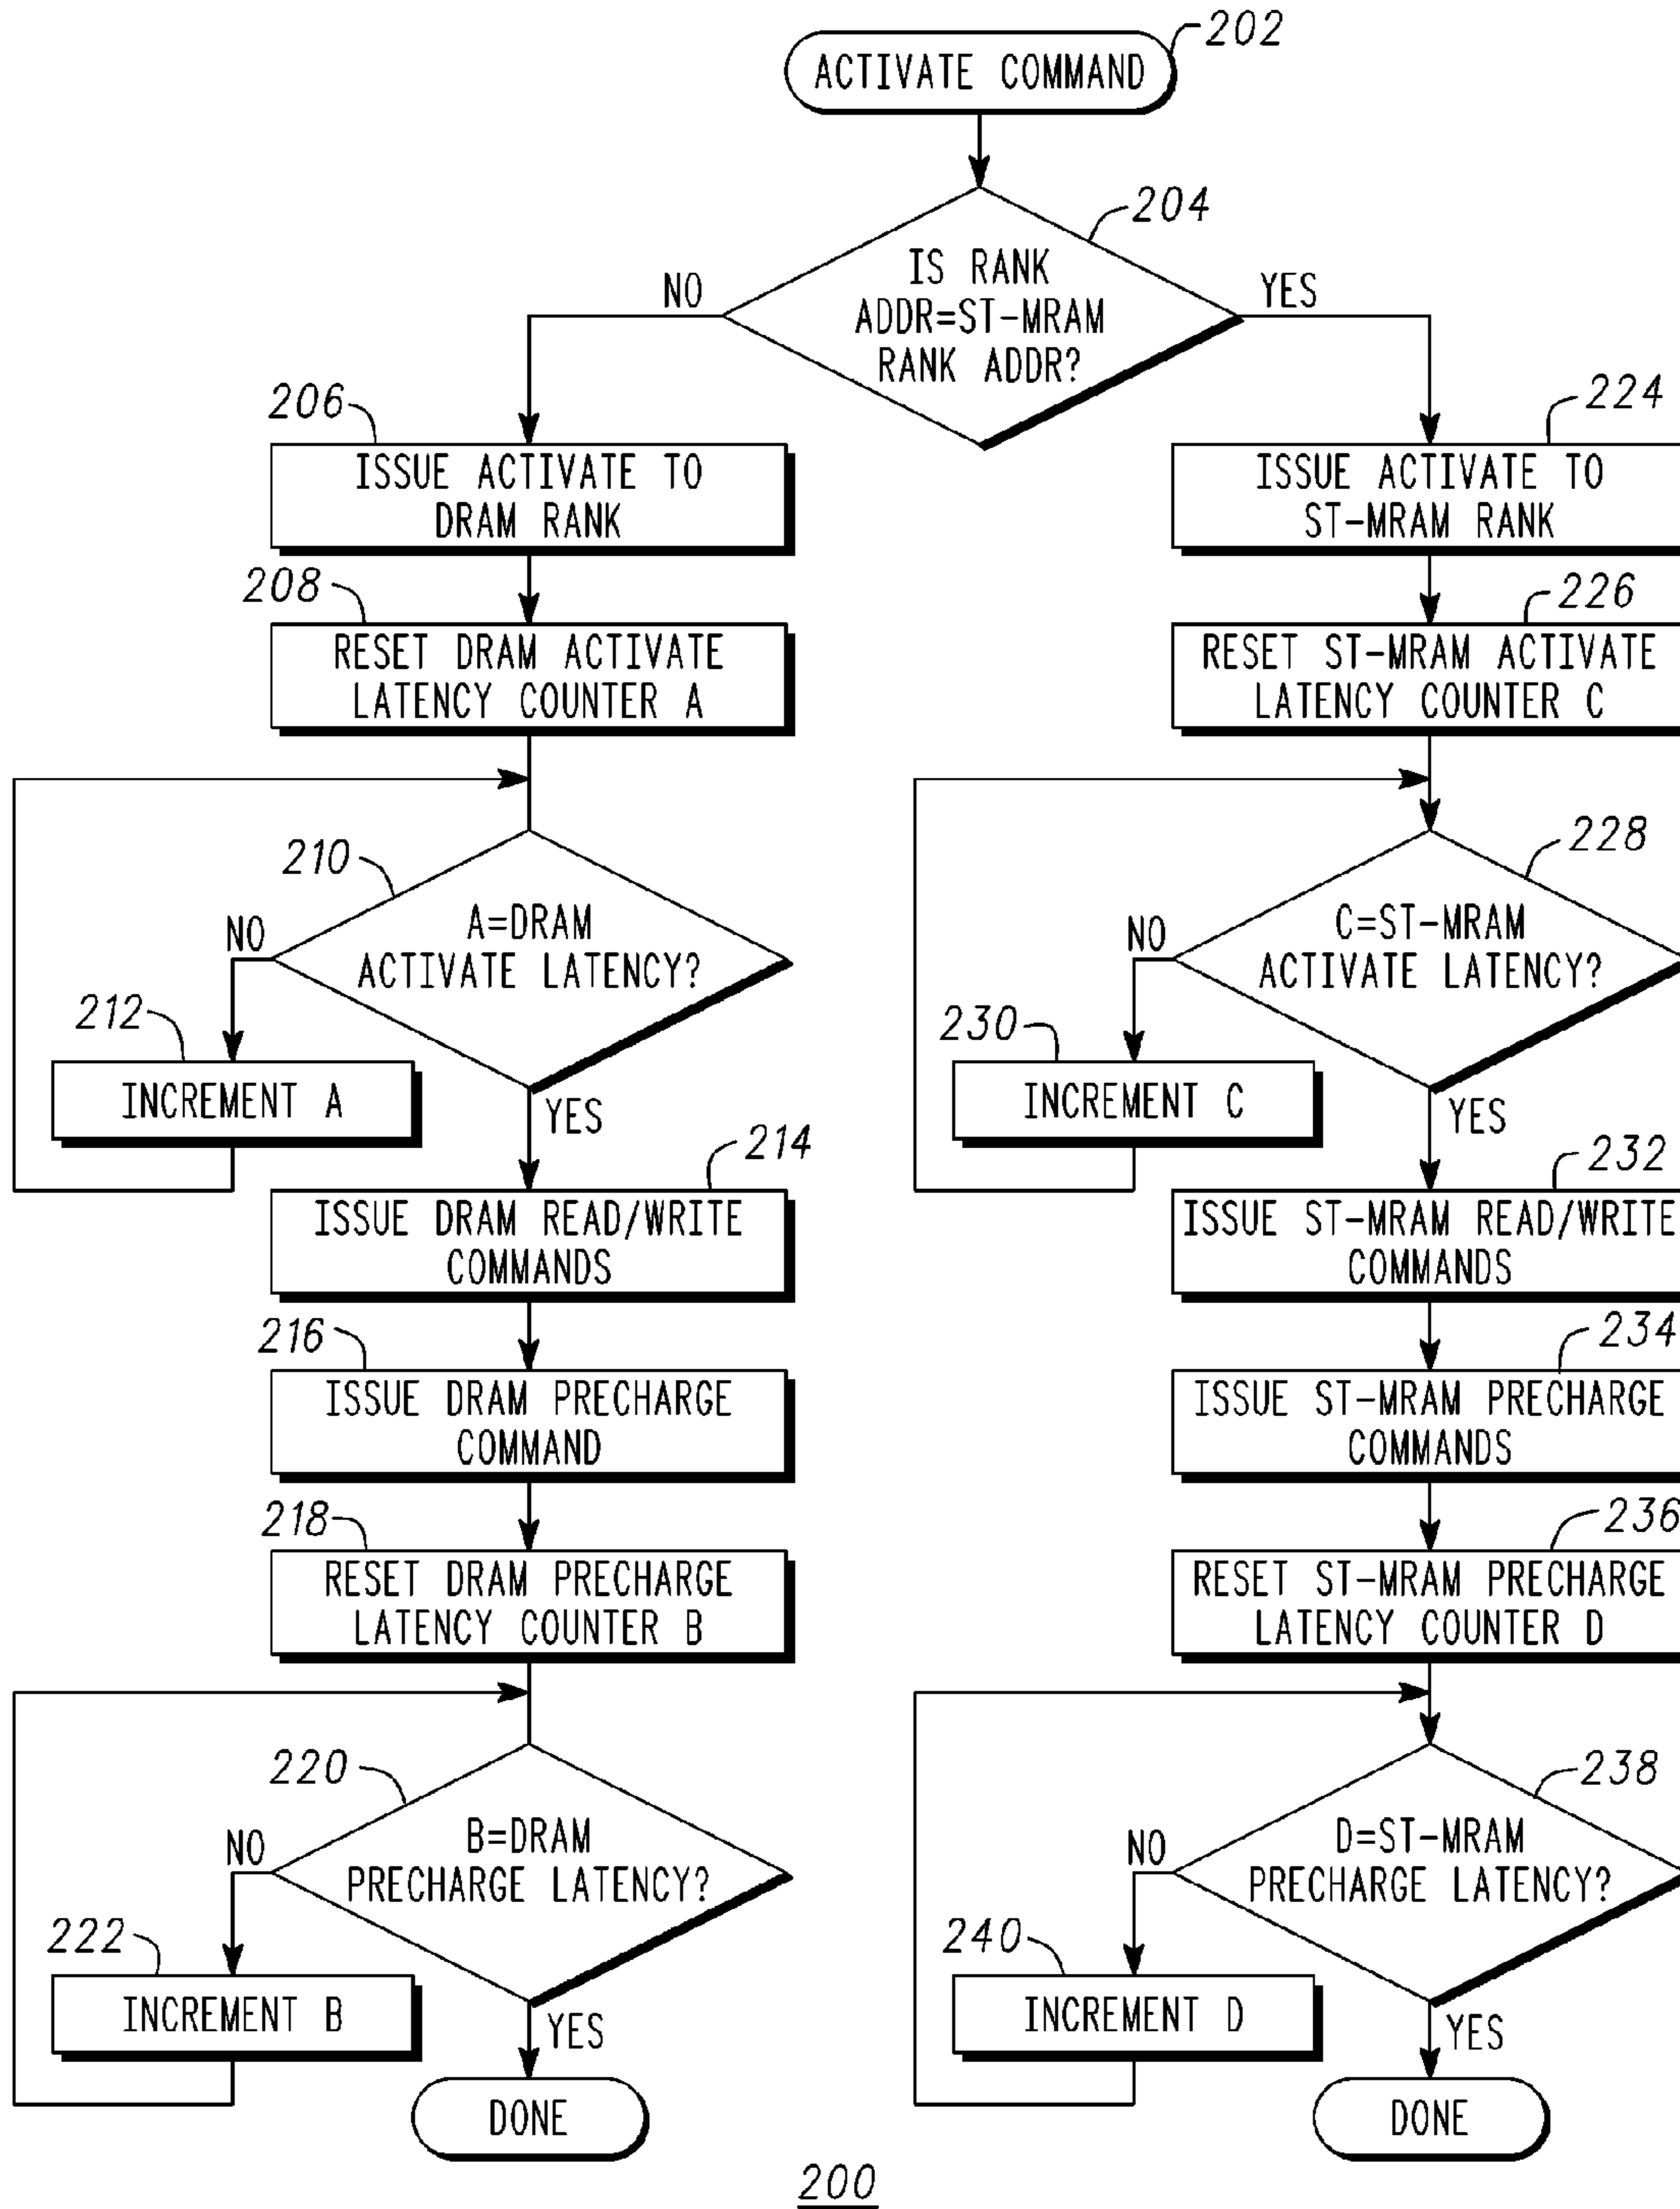 202
ACTIVATE COMMAND
204
IS RANK
ADDR=ST-MRAM
RANK ADDR?
NO
YES
206
ISSUE ACTIVATE TO
DRAM RANK
208
RESET DRAM ACTIVATE
LATENCY COUNTER A
210
A=DRAM
ACTIVATE LATENCY?
NO
212
INCREMENT A
YES
214
ISSUE DRAM READ/WRITE
COMMANDS
216
ISSUE DRAM PRECHARGE
COMMAND
218
RESET DRAM PRECHARGE
LATENCY COUNTER B
220
B=DRAM
PRECHARGE LATENCY?
NO
222
INCREMENT B
YES
DONE
224
ISSUE ACTIVATE TO
ST-MRAM RANK
226
RESET ST-MRAM ACTIVATE
LATENCY COUNTER C
228
C=ST-MRAM
ACTIVATE LATENCY?
NO
230
INCREMENT C
YES
232
ISSUE ST-MRAM READ/WRITE
COMMANDS
234
ISSUE ST-MRAM PRECHARGE
COMMANDS
236
RESET ST-MRAM PRECHARGE
LATENCY COUNTER D
238
D=ST-MRAM
PRECHARGE LATENCY?
NO
240
INCREMENT D
YES
DONE
200